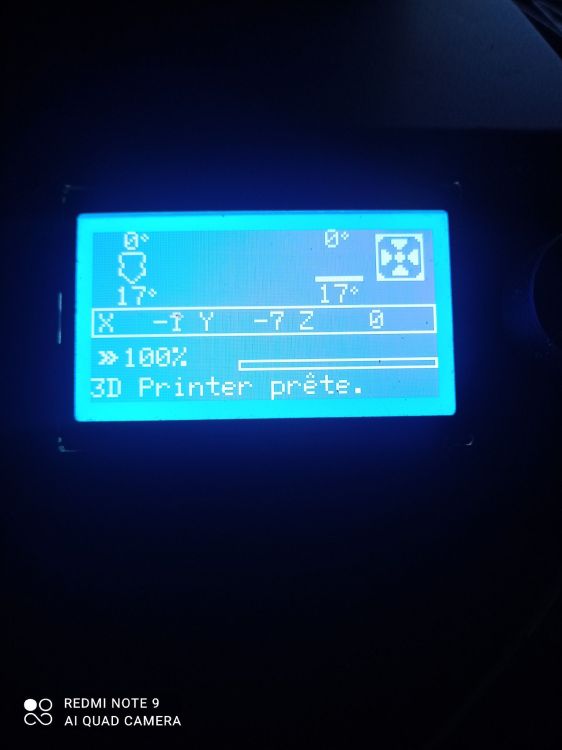 0° 0°
17° 17°
X -1 Y -7 Z 0
»100%
3D Printer prête.
REDMI NOTE 9
AI QUAD CAMERA